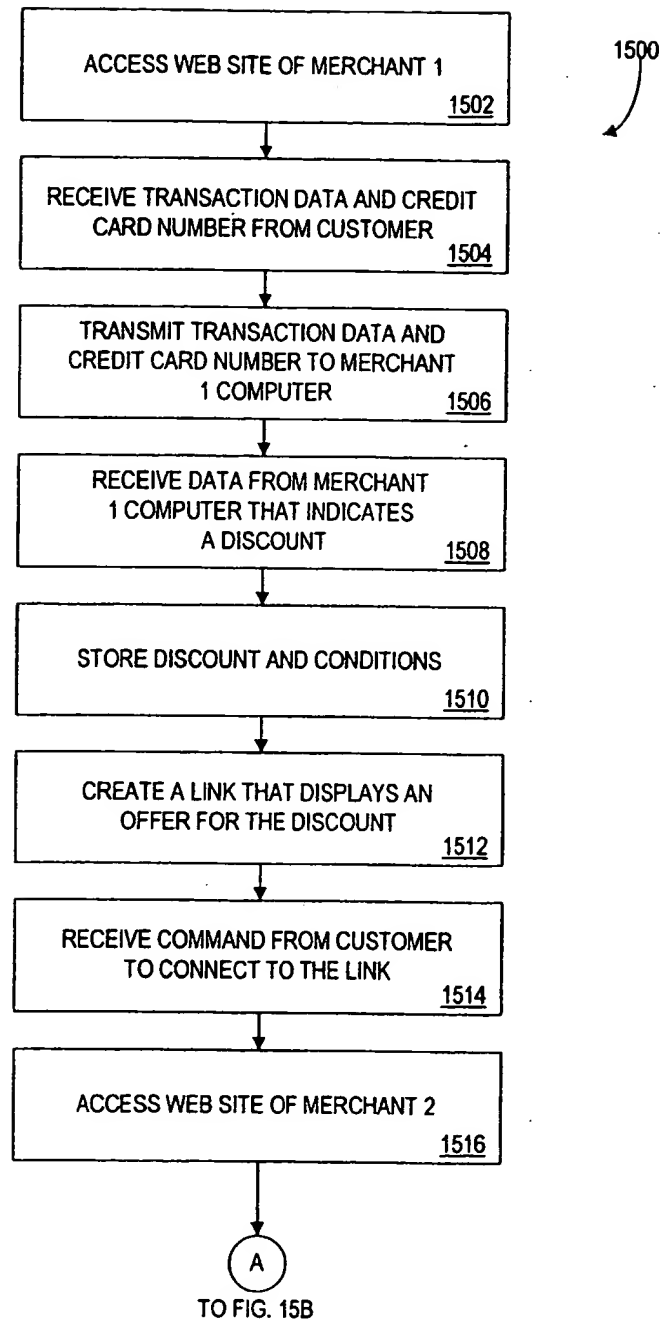 ACCESS WEB SITE OF MERCHANT 1
1502
1500
RECEIVE TRANSACTION DATA AND CREDIT
CARD NUMBER FROM CUSTOMER
1504
TRANSMIT TRANSACTION DATA AND
CREDIT CARD NUMBER TO MERCHANT
1 COMPUTER
1506
RECEIVE DATA FROM MERCHANT
1 COMPUTER THAT INDICATES
A DISCOUNT
1508
STORE DISCOUNT AND CONDITIONS
1510
CREATE A LINK THAT DISPLAYS AN
OFFER FOR THE DISCOUNT
1512
RECEIVE COMMAND FROM CUSTOMER
TO CONNECT TO THE LINK
1514
ACCESS WEB SITE OF MERCHANT 2
1516
A
TO FIG. 15B